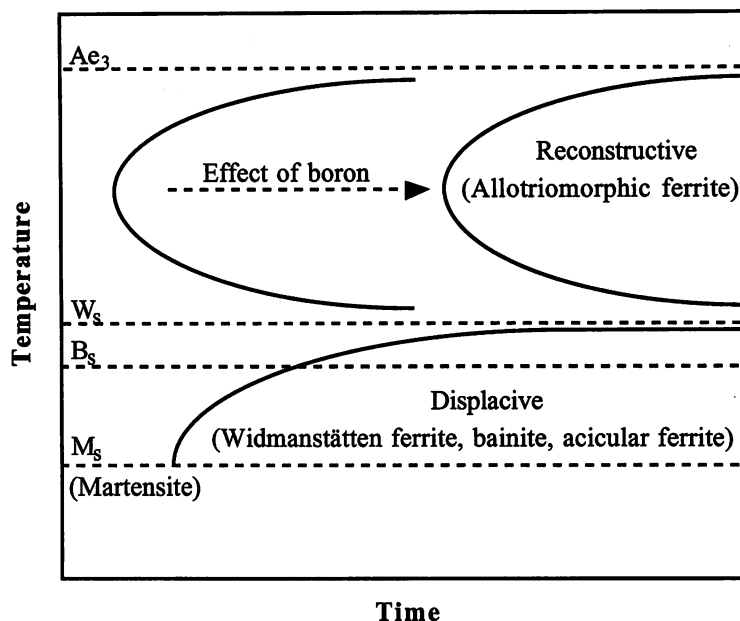 Ae3
Effect of boron
Reconstructive
(Allotriomorphic ferrite)
Temperature
Ws
Bs
Displacive
(Widmanstätten ferrite, bainite, acicular ferrite)
Ms
(Martensite)
Time